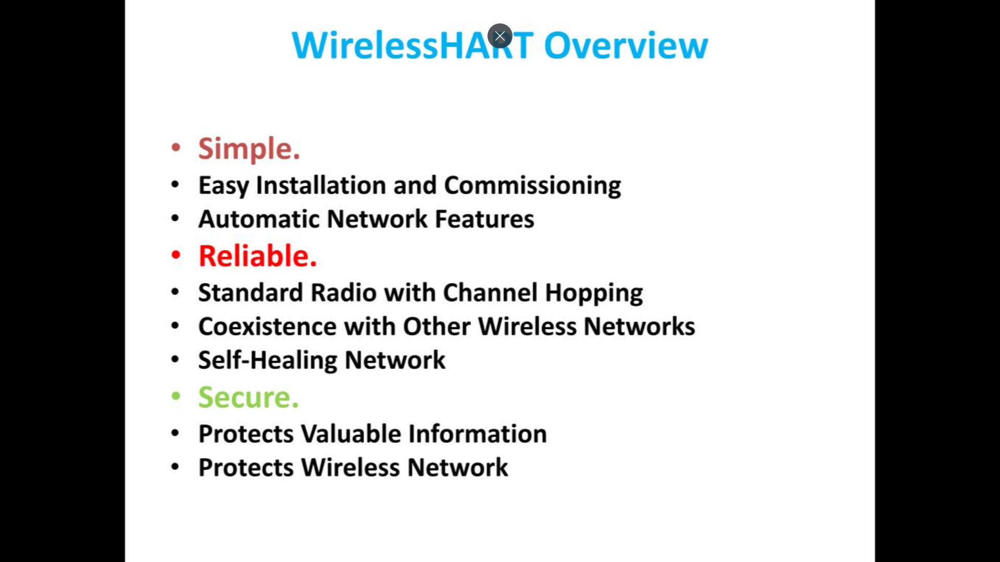 WirelessHART Overview
• Simple.
• Easy Installation and Commissioning
• Automatic Network Features
• Reliable.
• Standard Radio with Channel Hopping
• Coexistence with Other Wireless Networks
• Self-Healing Network
• Secure.
• Protects Valuable Information
• Protects Wireless Network